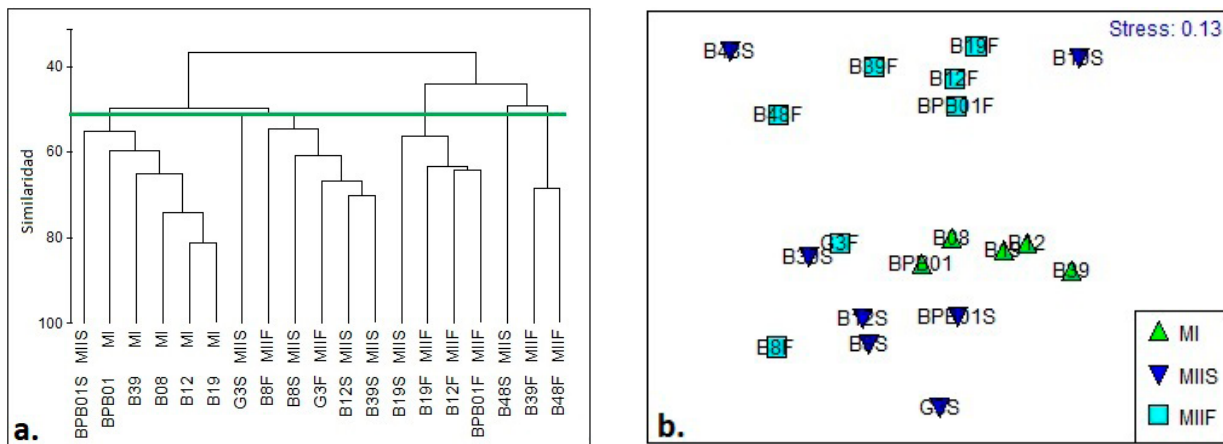 Similaridad
40
60
80
100
BPB01S MIIS
BPB01 MI
B39 MI
B08 MI
B12 MI
B19 MI
G3S MIIS
B8F MIIF
B8S MIIS
G3F MIIF
B12S MIIS
B39S MIIS
B19S MIIS
B19F MIIF
B12F MIIF
BPB01F MIIF
B48S MIIS
B39F MIIF
B48F MIIF
a.
Stress: 0.13
B48S
B19F
B19S
B39F
B12F
BPB01F
B48F
G3F
B08
B12
B39S
B19
BPB01
B39
B12S
BPB01S
B8F
B8S
G3S
MI
MIIS
MIIF
b.